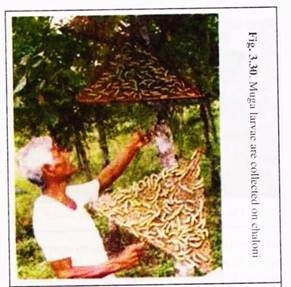 Fig. 3.30. Muga larvae are collected on chaloni